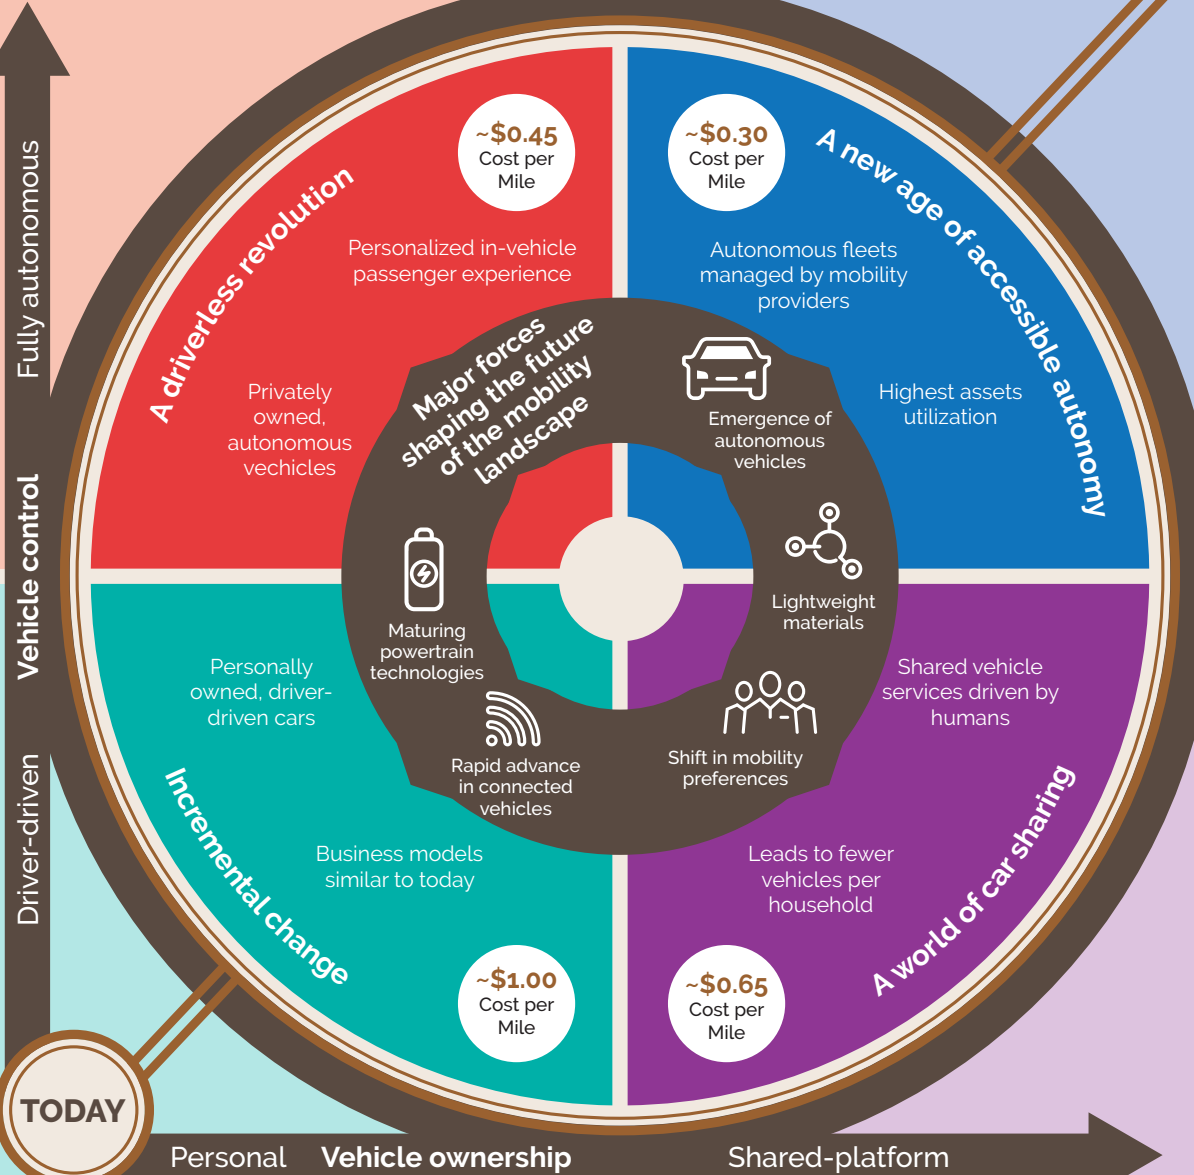 Fully autonomous
Vehicle control
Driver-driven
A driverless revolution
~$0.45
Cost per
Mile
Personalized in-vehicle
passenger experience
Privately
owned,
autonomous
vechicles
~$0.30
Cost per
Mile
A new age of accessible autonomy
Autonomous fleets
managed by mobility
providers
Highest assets
utilization
Major forces
shaping the future
of the mobility
landscape
Emergence of
autonomous
vehicles
Lightweight
materials
Shift in mobility
preferences
Rapid advance
in connected
vehicles
Maturing
powertrain
technologies
Personally
owned, driver-
driven cars
Incremental change
Business models
similar to today
~$1.00
Cost per
Mile
Shared vehicle
services driven by
humans
A world of car sharing
Leads to fewer
vehicles per
household
~$0.65
Cost per
Mile
TODAY
Personal
Vehicle ownership
Shared-platform